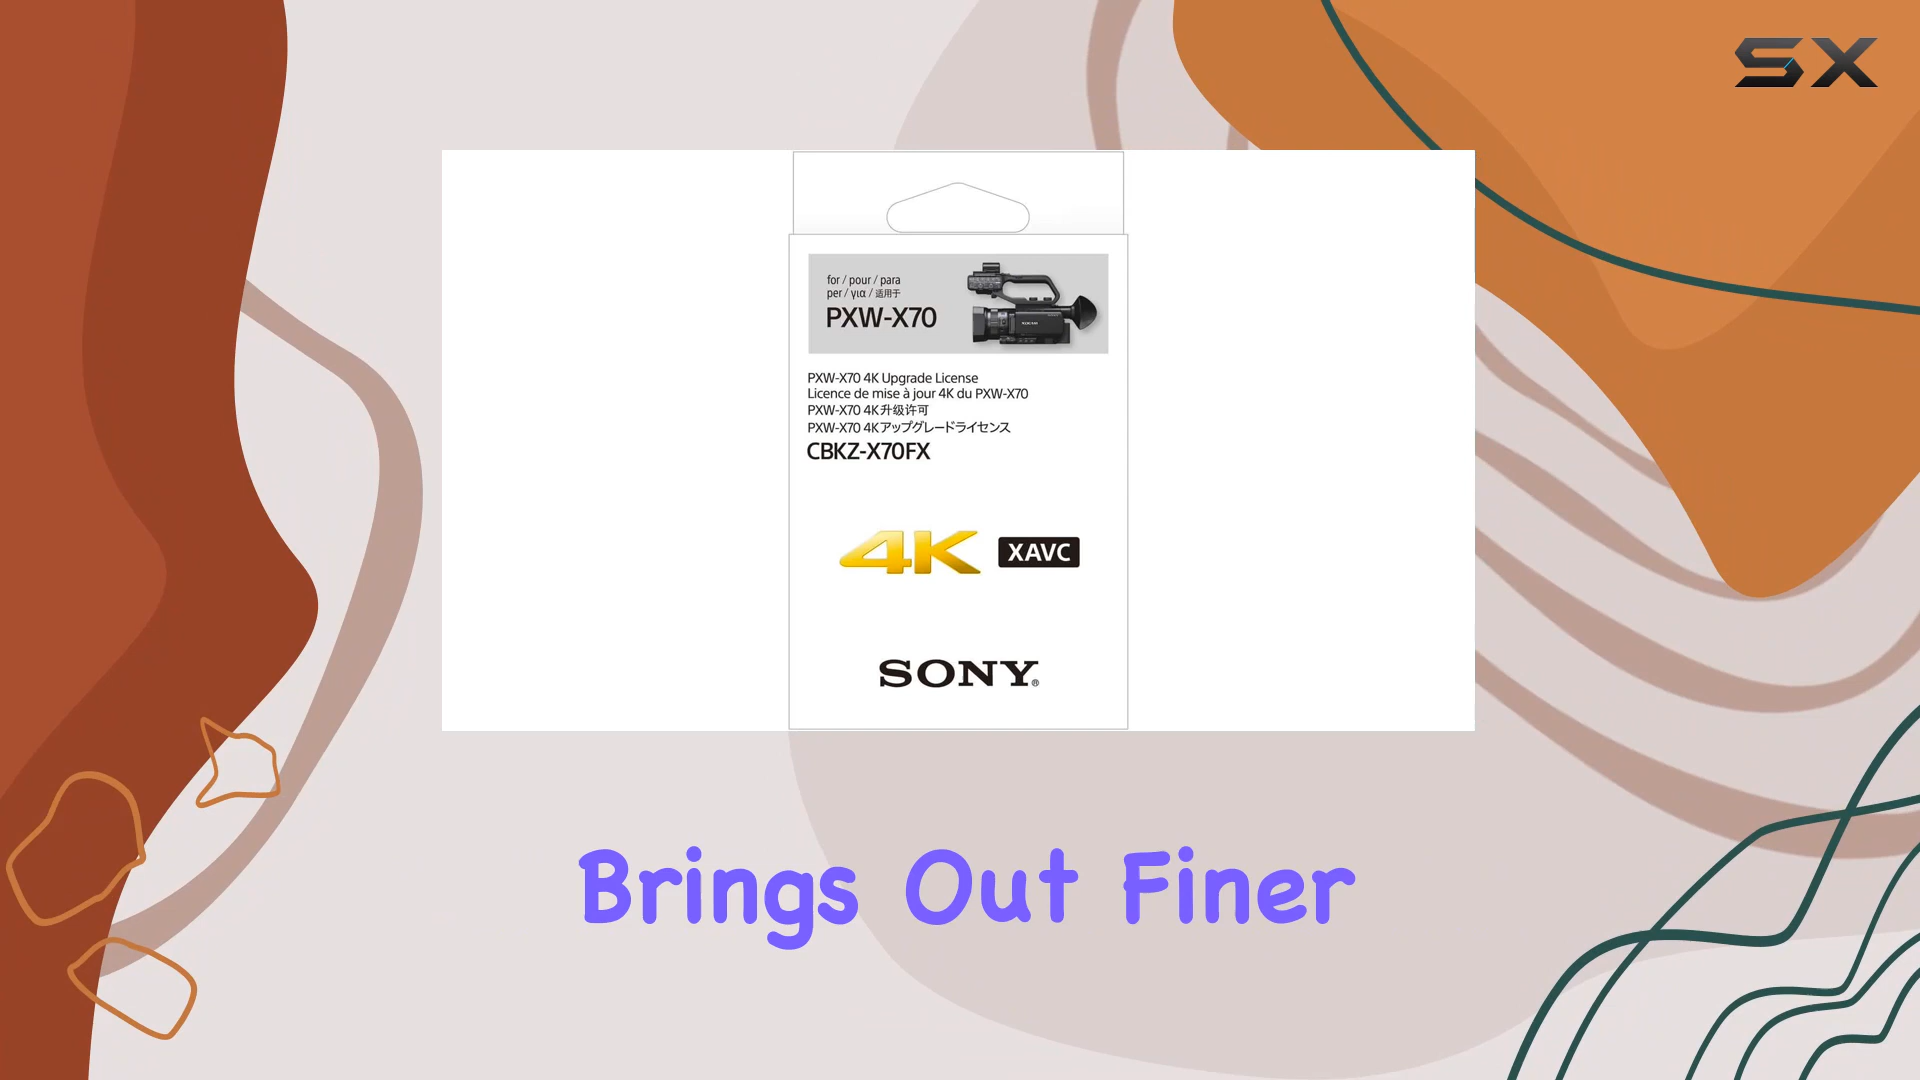 SX
for / pour / para
per / για / 适用于
PXW-X70
PXW-X70 4K Upgrade License
Licence de mise à jour 4K du PXW-X70
PXW-X70 4K升级许可
PXW-X70 4Kアップグレードライセンス
CBKZ-X70FX
4K XAVC
SONY®
Brings Out Finer